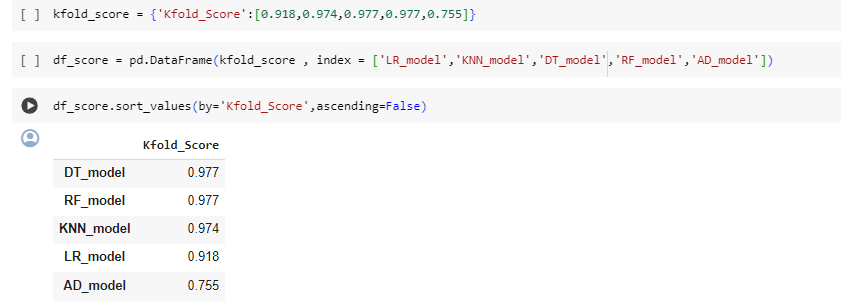 [ ] kfold_score = {'Kfold_Score':[0.918,0.974,0.977,0.977,0.755]}
[ ] df_score = pd.DataFrame(kfold_score , index = ['LR_model','KNN_model','DT_model','RF_model','AD_model'])
df_score.sort_values(by='Kfold_Score',ascending=False)
Kfold_Score
DT_model 0.977
RF_model 0.977
KNN_model 0.974
LR_model 0.918
AD_model 0.755